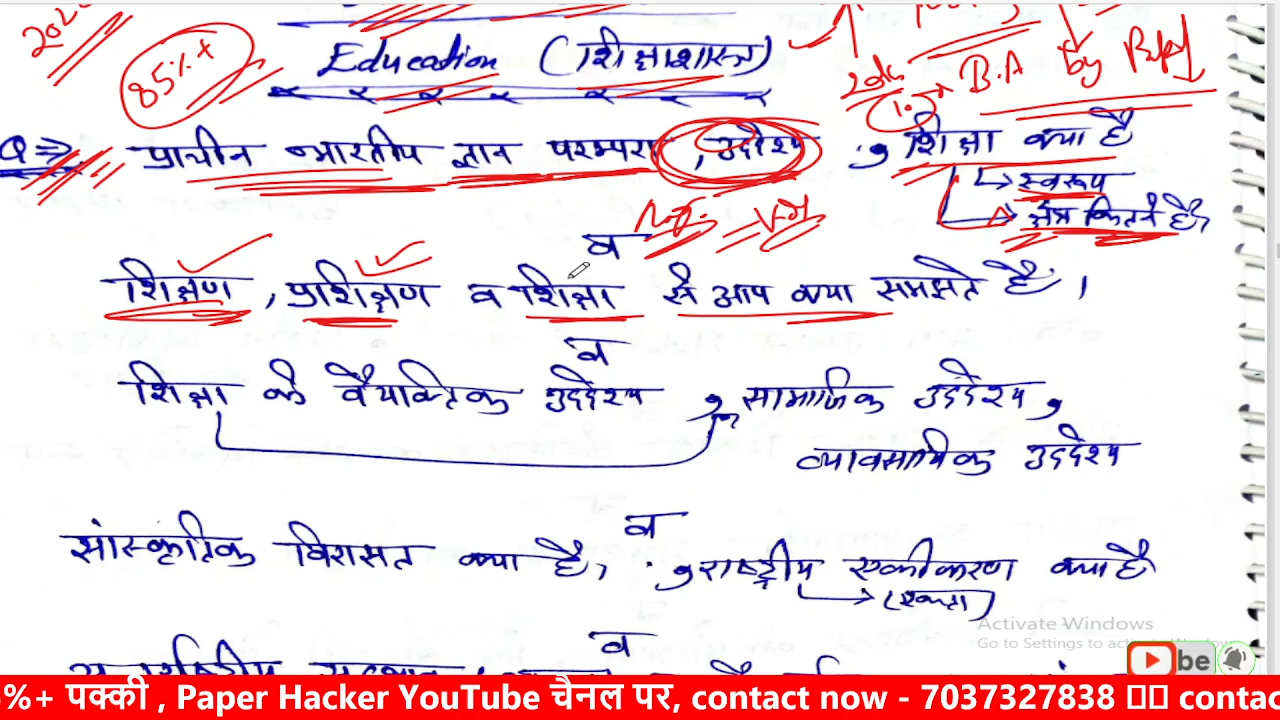 85%+
Education (शिक्षाशास्त्र)
B.A by
Q ⇒ प्राचीन भारतीय ज्ञान परम्परा, उद्देश्य, शिक्षा क्या है
→ स्वरूप
→ क्षेत्र कितने हैं,
व
शिक्षण, प्रशिक्षण व शिक्षा से आप क्या समझते हैं।
व
शिक्षा के वैयक्तिक उद्देश्य, सामाजिक उद्देश्य,
व्यावसायिक उद्देश्य
व
सांस्कृतिक विरासत क्या है, राष्ट्रीय एकीकरण क्या है
→ (एकता)
व
Activate Windows
Go to Settings to activate Windows.
be
%+ पक्की , Paper Hacker YouTube चैनल पर, contact now - 7037327838 contac